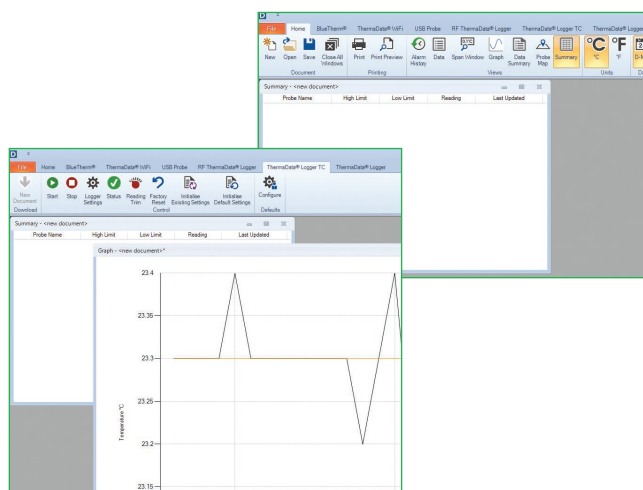 File Home BlueTherm® ThermaData® WiFi USB Probe RF ThermaData® Logger ThermaData® Logger TC ThermaData® Logger
New Open Save Close All Windows Print Print Preview Alarm History Data Span Window Graph Data Summary Probe Map Summary °C °F
Document Printing Views Units
Summary - <new document>
Probe Name High Limit Low Limit Reading Last Updated
File Home BlueTherm® ThermaData® WiFi USB Probe RF ThermaData® Logger ThermaData® Logger TC ThermaData® Logger
New Document Start Stop Logger Settings Status Reading Trim Factory Reset Initialise Existing Settings Initialise Default Settings Configure
Download Control Defaults
Summary - <new document>
Probe Name High Limit Low Limit Reading Last Updated
Graph - <new document>*
23.4
23.35
23.3
23.25
23.2
23.15
Temperature °C